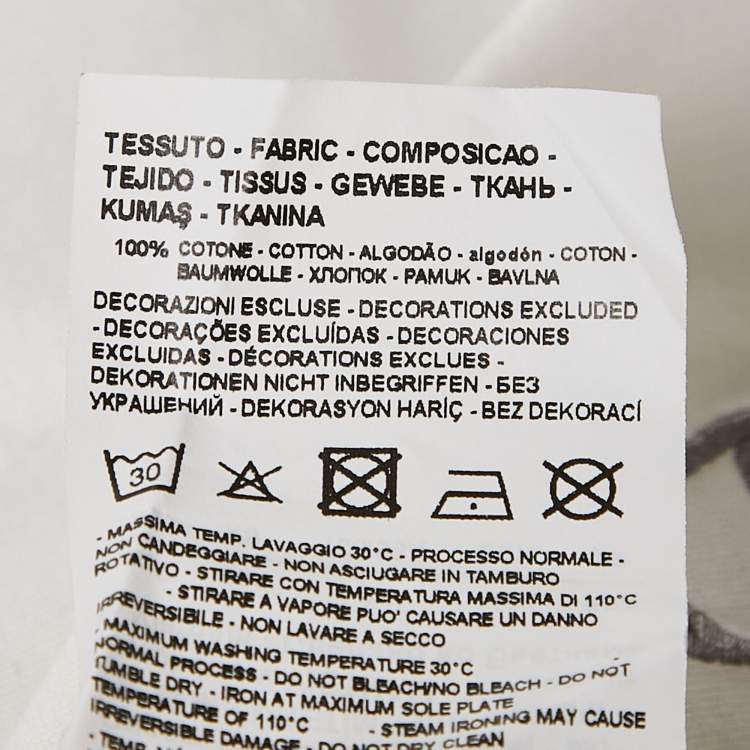 TESSUTO - FABRIC - COMPOSICAO -
TEJIDO - TISSUS - GEWEBE - ТКАНЬ -
KUMAŞ - TKANINA
100% COTONE - COTTON - ALGODÃO - algodón - COTON -
BAUMWOLLE - ХЛОПОК - PAMUK - BAVLNA
DECORAZIONI ESCLUSE - DECORATIONS EXCLUDED
- DECORAÇÕES EXCLUÍDAS - DECORACIONES
EXCLUIDAS - DÉCORATIONS EXCLUES -
DEKORATIONEN NICHT INBEGRIFFEN - БЕЗ
УКРАШЕНИЙ - DEKORASYON HARİÇ - BEZ DEKORACÍ
30
- MASSIMA TEMP. LAVAGGIO 30°C - PROCESSO NORMALE -
NON CANDEGGIARE - NON ASCIUGARE IN TAMBURO
ROTATIVO - STIRARE CON TEMPERATURA MASSIMA DI 110°C
- STIRARE A VAPORE PUO' CAUSARE UN DANNO
IRREVERSIBILE - NON LAVARE A SECCO
- MAXIMUM WASHING TEMPERATURE 30°C
NORMAL PROCESS - DO NOT BLEACH/NO BLEACH - DO NOT
TUMBLE DRY - IRON AT MAXIMUM SOLE PLATE
TEMPERATURE OF 110°C - STEAM IRONING MAY CAUSE
IRREVERSIBLE DAMAGE - DO NOT DRY CLEAN
- TEMP.